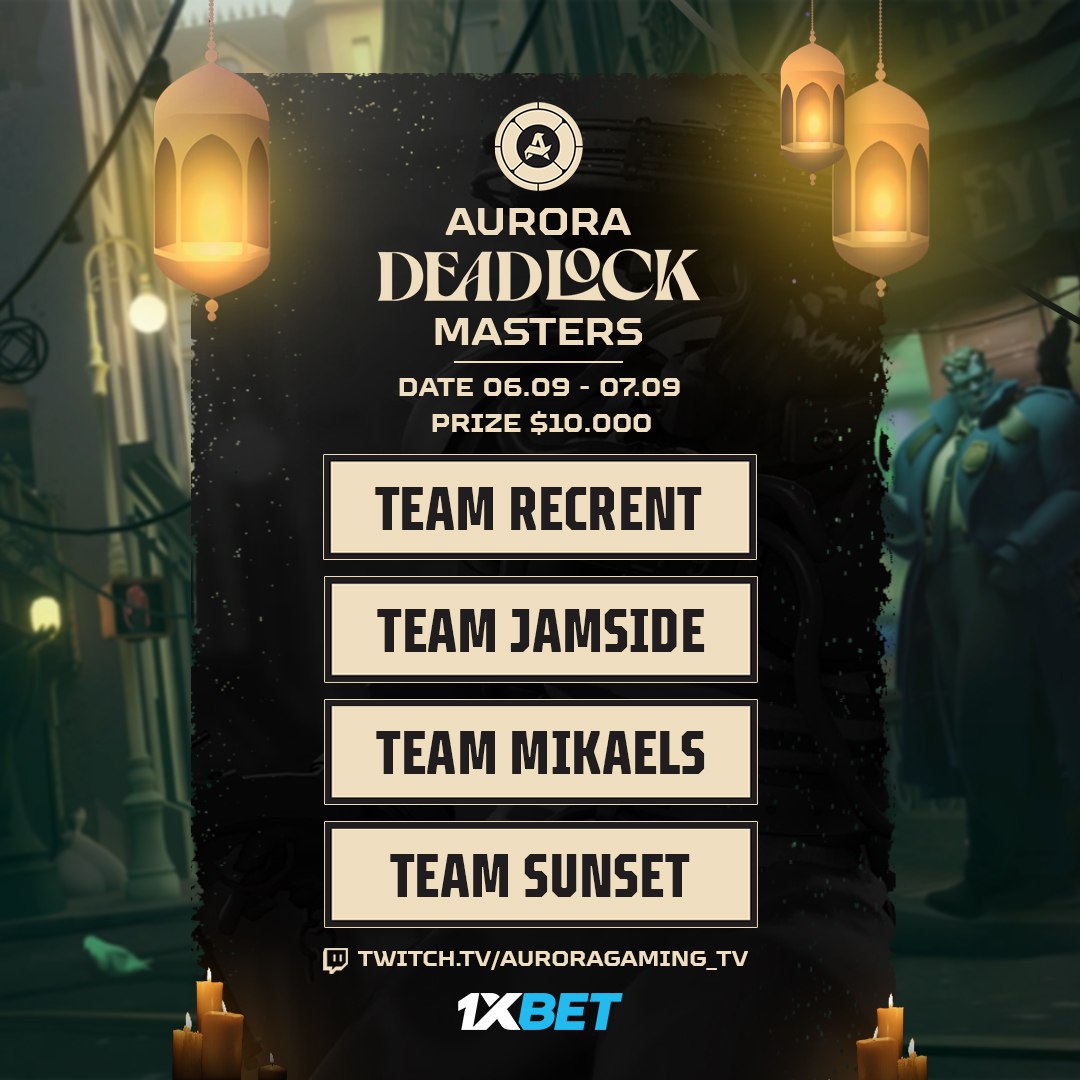 AURORA
DEADLOCK
MASTERS
DATE 06.09 - 07.09
PRIZE $10.000
TEAM RECRENT
TEAM JAMSIDE
TEAM MIKAELS
TEAM SUNSET
TWITCH.TV/AURORAGAMING_TV
1XBET